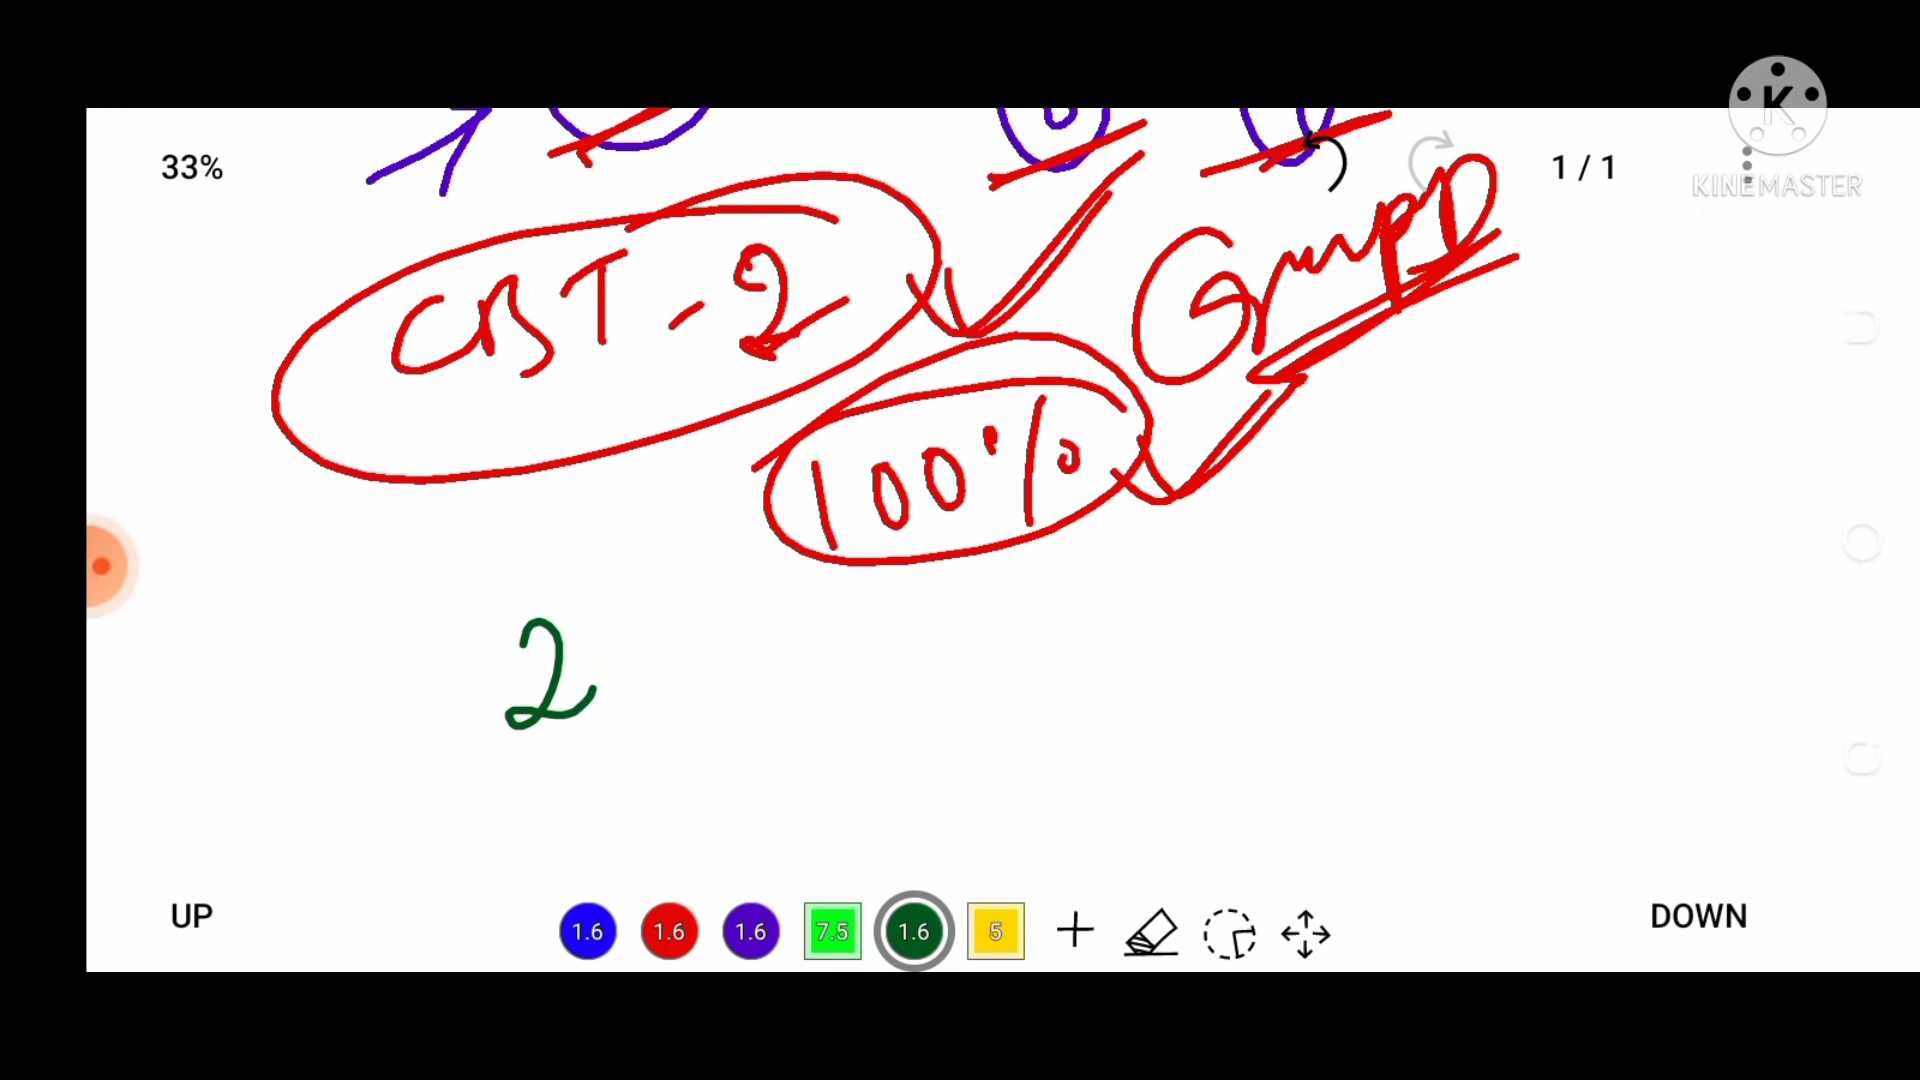 33%
1 / 1
KINEMASTER
CBT-2
Group D
100%
2
UP
1.6 1.6 1.6 7.5 1.6 5
DOWN